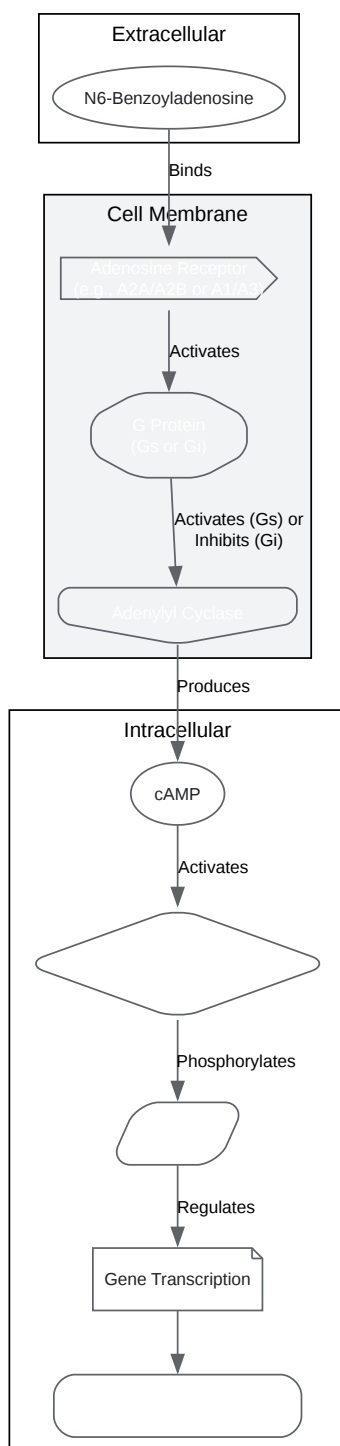 Extracellular
N6-Benzoyladenosine
Binds
Cell Membrane
Adenosine Receptor
(e.g., A2A/A2B or A1/A3)
Activates
G Protein
(Gs or Gi)
Activates (Gs) or
Inhibits (Gi)
Adenylyl Cyclase
Produces
Intracellular
cAMP
Activates
Phosphorylates
Regulates
Gene Transcription